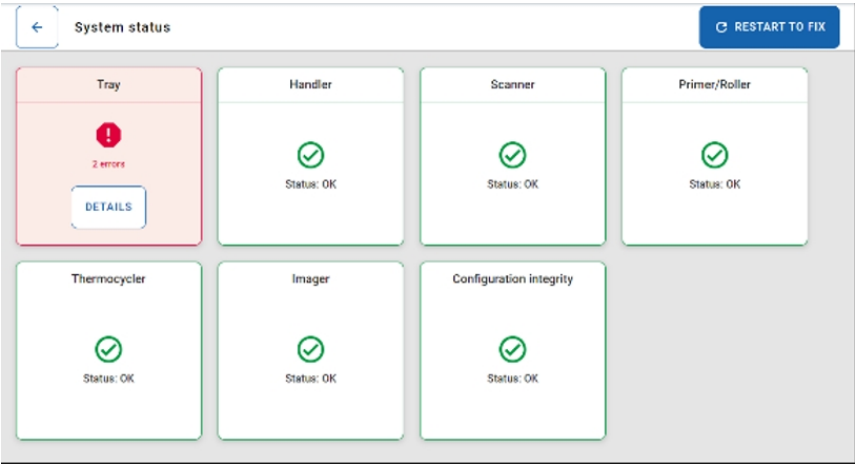 System status
RESTART TO FIX
Tray
Handler
Scanner
Primer/Roller
2 errors
DETAILS
Status: OK
Status: OK
Status: OK
Thermocycler
Imager
Configuration integrity
Status: OK
Status: OK
Status: OK